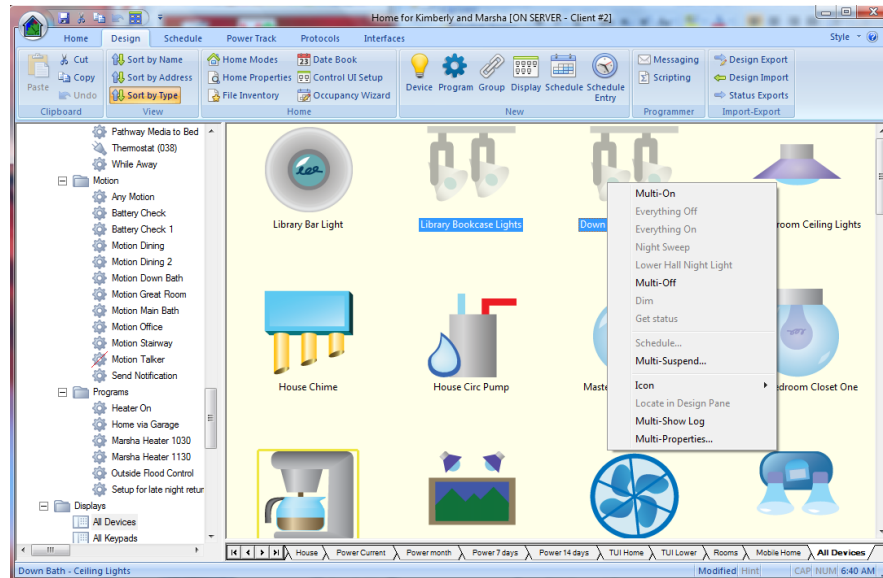 Home for Kimberly and Marsha [ON SERVER - Client #2]
Home Design Schedule Power Track Protocols Interfaces Style
Paste
Cut
Copy
Undo
Clipboard
Sort by Name
Sort by Address
Sort by Type
View
Home Modes
Home Properties
File Inventory
23 Date Book
Control UI Setup
Occupancy Wizard
Home
Device Program Group Display Schedule Schedule
Entry
New
Messaging
Scripting
Programmer
Design Export
Design Import
Status Exports
Import-Export
Pathway Media to Bed
Thermostat (038)
While Away
Motion
Any Motion
Battery Check
Battery Check 1
Motion Dining
Motion Dining 2
Motion Down Bath
Motion Great Room
Motion Main Bath
Motion Office
Motion Stairway
Motion Talker
Send Notification
Programs
Heater On
Home via Garage
Marsha Heater 1030
Marsha Heater 1130
Outside Flood Control
Setup for late night retur
Displays
All Devices
All Keypads
Library Bar Light
Library Bookcase Lights
Down
room Ceiling Lights
House Chime
House Circ Pump
Maste
edroom Closet One
Multi-On
Everything Off
Everything On
Night Sweep
Lower Hall Night Light
Multi-Off
Dim
Get status
Schedule...
Multi-Suspend...
Icon
Locate in Design Pane
Multi-Show Log
Multi-Properties...
House Power Current Power month Power 7 days Power 14 days TUI Home TUI Lower Rooms Mobile Home All Devices
Down Bath - Ceiling Lights
Modified Hint CAP NUM 6:40 AM